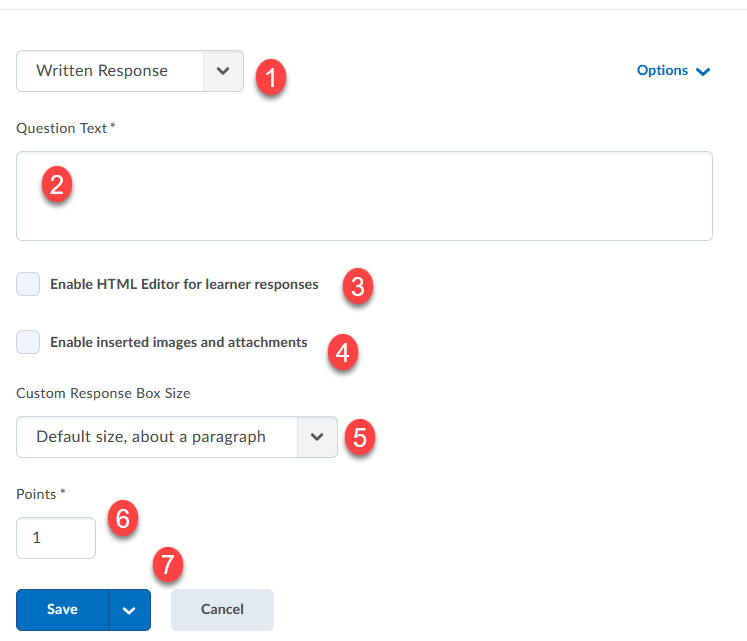 Written Response 1 Options
Question Text *
2
Enable HTML Editor for learner responses 3
Enable inserted images and attachments 4
Custom Response Box Size
Default size, about a paragraph 5
Points *
6
1
7
Save Cancel